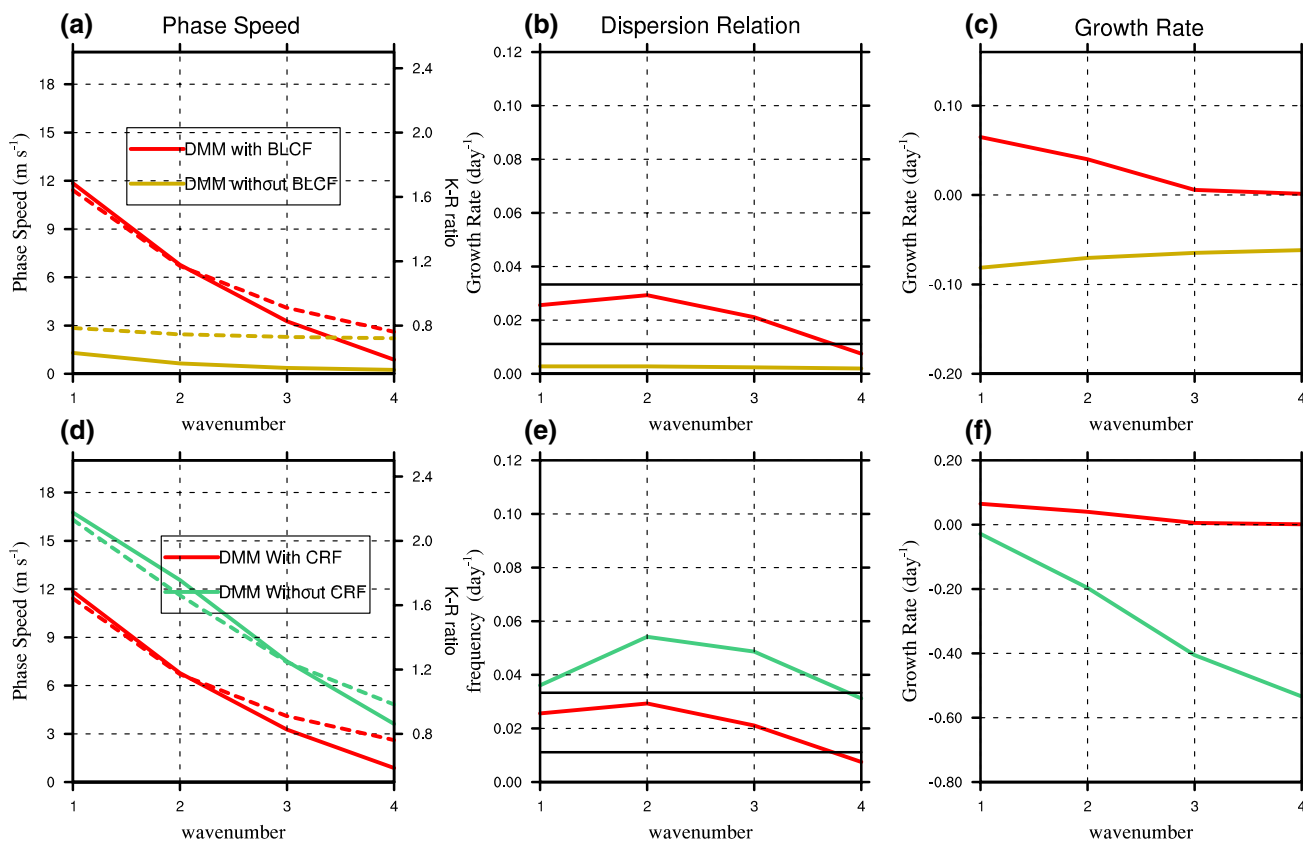 (a) Phase Speed
Phase Speed (m s⁻¹)
18
15
12
9
6
3
0
2.4
2.0
1.6
1.2
0.8
K-R ratio
DMM with BLCF
DMM without BLCF
1 2 3 4
wavenumber
(b) Dispersion Relation
Growth Rate (day⁻¹)
0.12
0.10
0.08
0.06
0.04
0.02
0.00
1 2 3 4
wavenumber
(c) Growth Rate
Growth Rate (day⁻¹)
0.10
0.00
-0.10
-0.20
1 2 3 4
wavenumber
(d)
Phase Speed (m s⁻¹)
18
15
12
9
6
3
0
2.4
2.0
1.6
1.2
0.8
K-R ratio
DMM With CRF
DMM Without CRF
1 2 3 4
wavenumber
(e)
frequency (day⁻¹)
0.12
0.10
0.08
0.06
0.04
0.02
0.00
1 2 3 4
wavenumber
(f)
Growth Rate (day⁻¹)
0.20
0.00
-0.20
-0.40
-0.60
-0.80
1 2 3 4
wavenumber